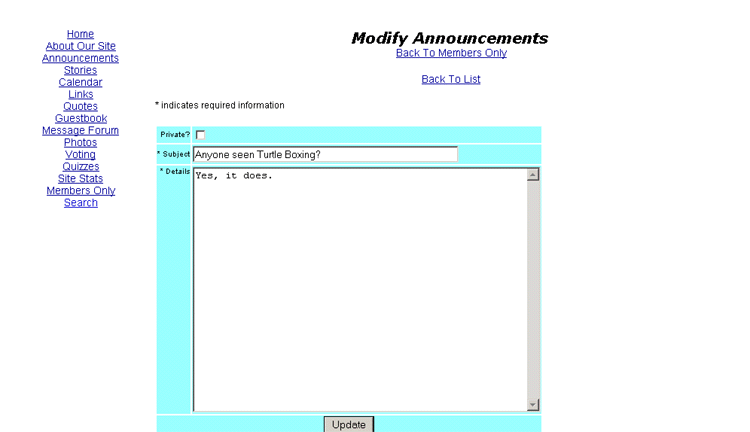 Home
About Our Site
Announcements
Stories
Calendar
Links
Quotes
Guestbook
Message Forum
Photos
Voting
Quizzes
Site Stats
Members Only
Search
Modify Announcements
Back To Members Only
Back To List
* indicates required information
Private?
* Subject Anyone seen Turtle Boxing?
* Details Yes, it does.
Update